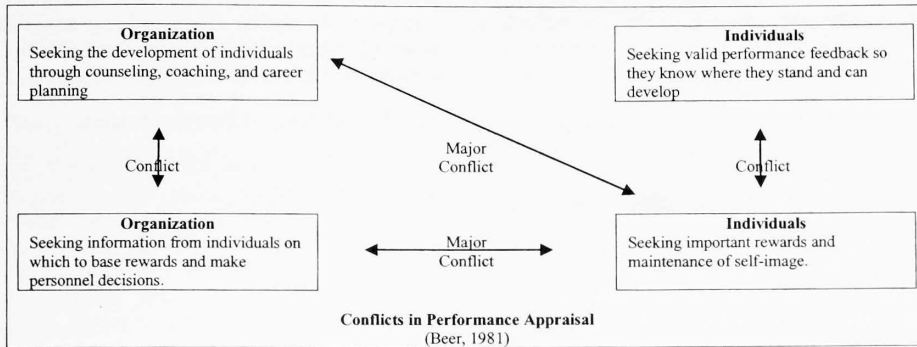 Organization
Seeking the development of individuals
through counseling, coaching, and career
planning
Individuals
Seeking valid performance feedback so
they know where they stand and can
develop
Conflict
Major
Conflict
Conflict
Organization
Seeking information from individuals on
which to base rewards and make
personnel decisions.
Major
Conflict
Individuals
Seeking important rewards and
maintenance of self-image.
Conflicts in Performance Appraisal
(Beer, 1981)